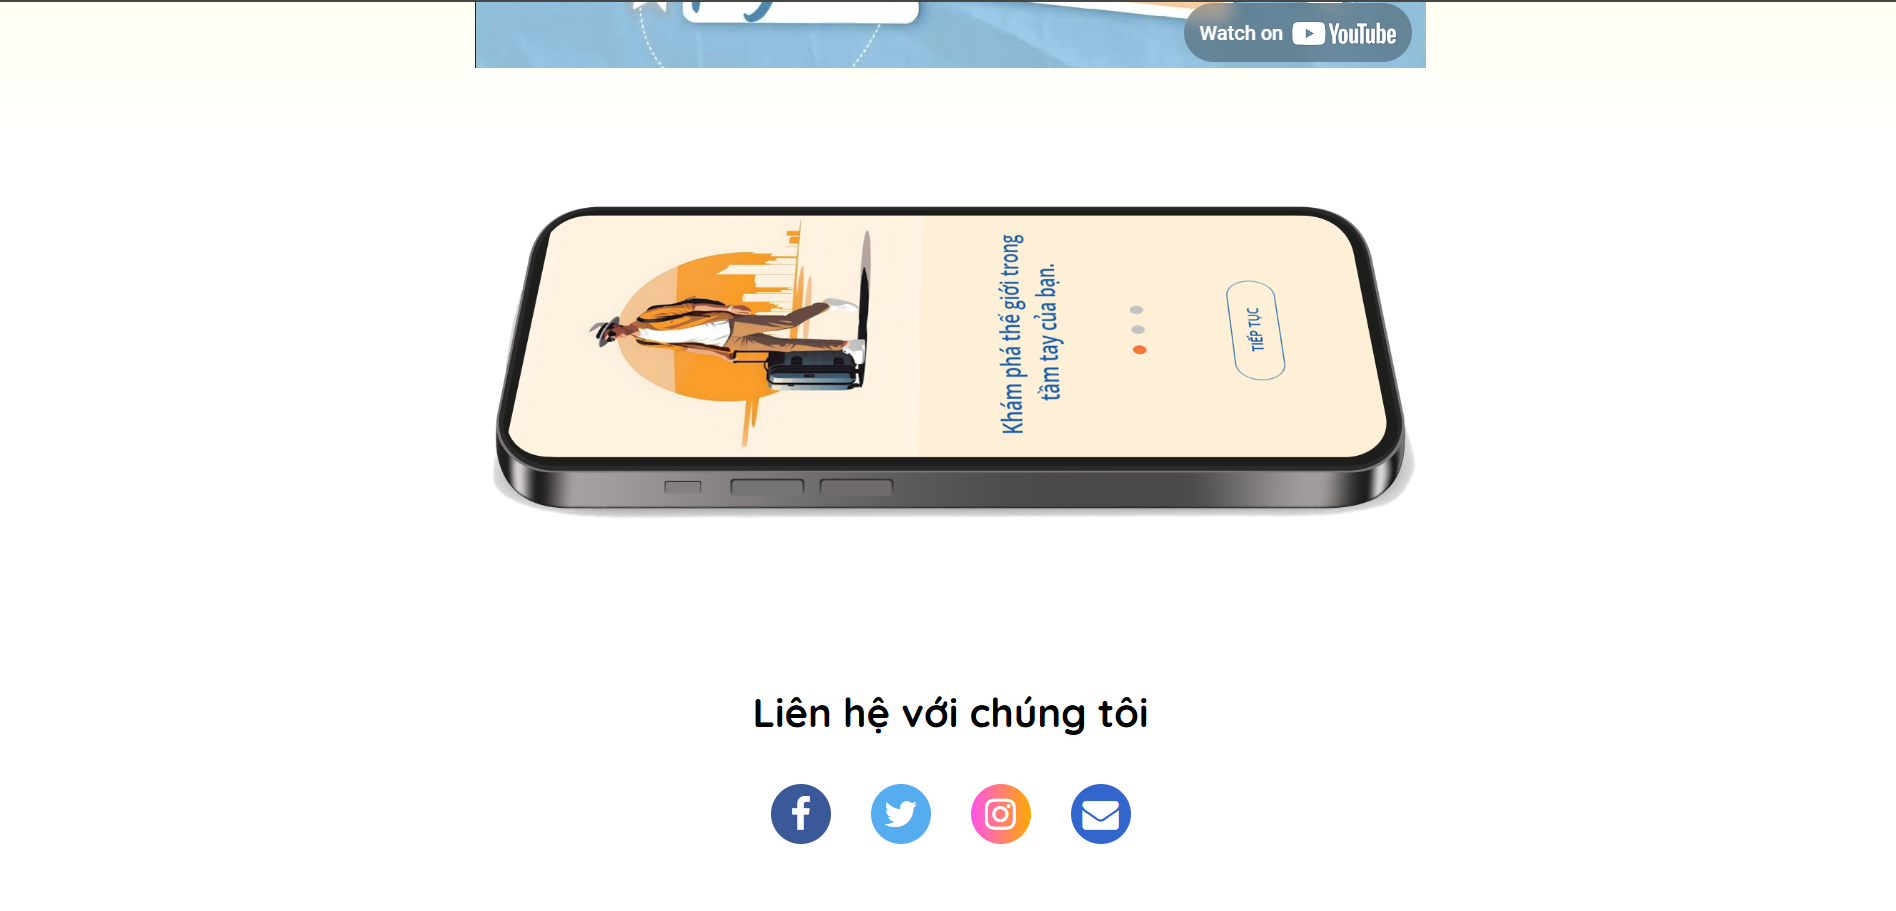 Watch on YouTube
Khám phá thế giới trong
tầm tay của bạn.
TIẾP TỤC
Liên hệ với chúng tôi